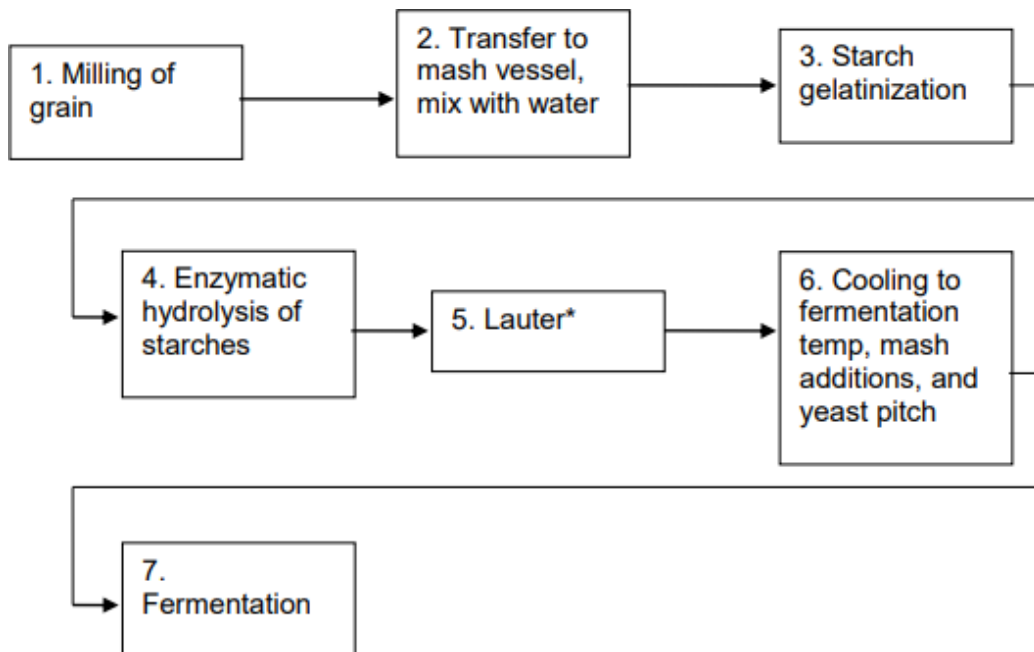 1. Milling of
grain
2. Transfer to
mash vessel,
mix with water
3. Starch
gelatinization
4. Enzymatic
hydrolysis of
starches
5. Lauter*
6. Cooling to
fermentation
temp, mash
additions, and
yeast pitch
7.
Fermentation